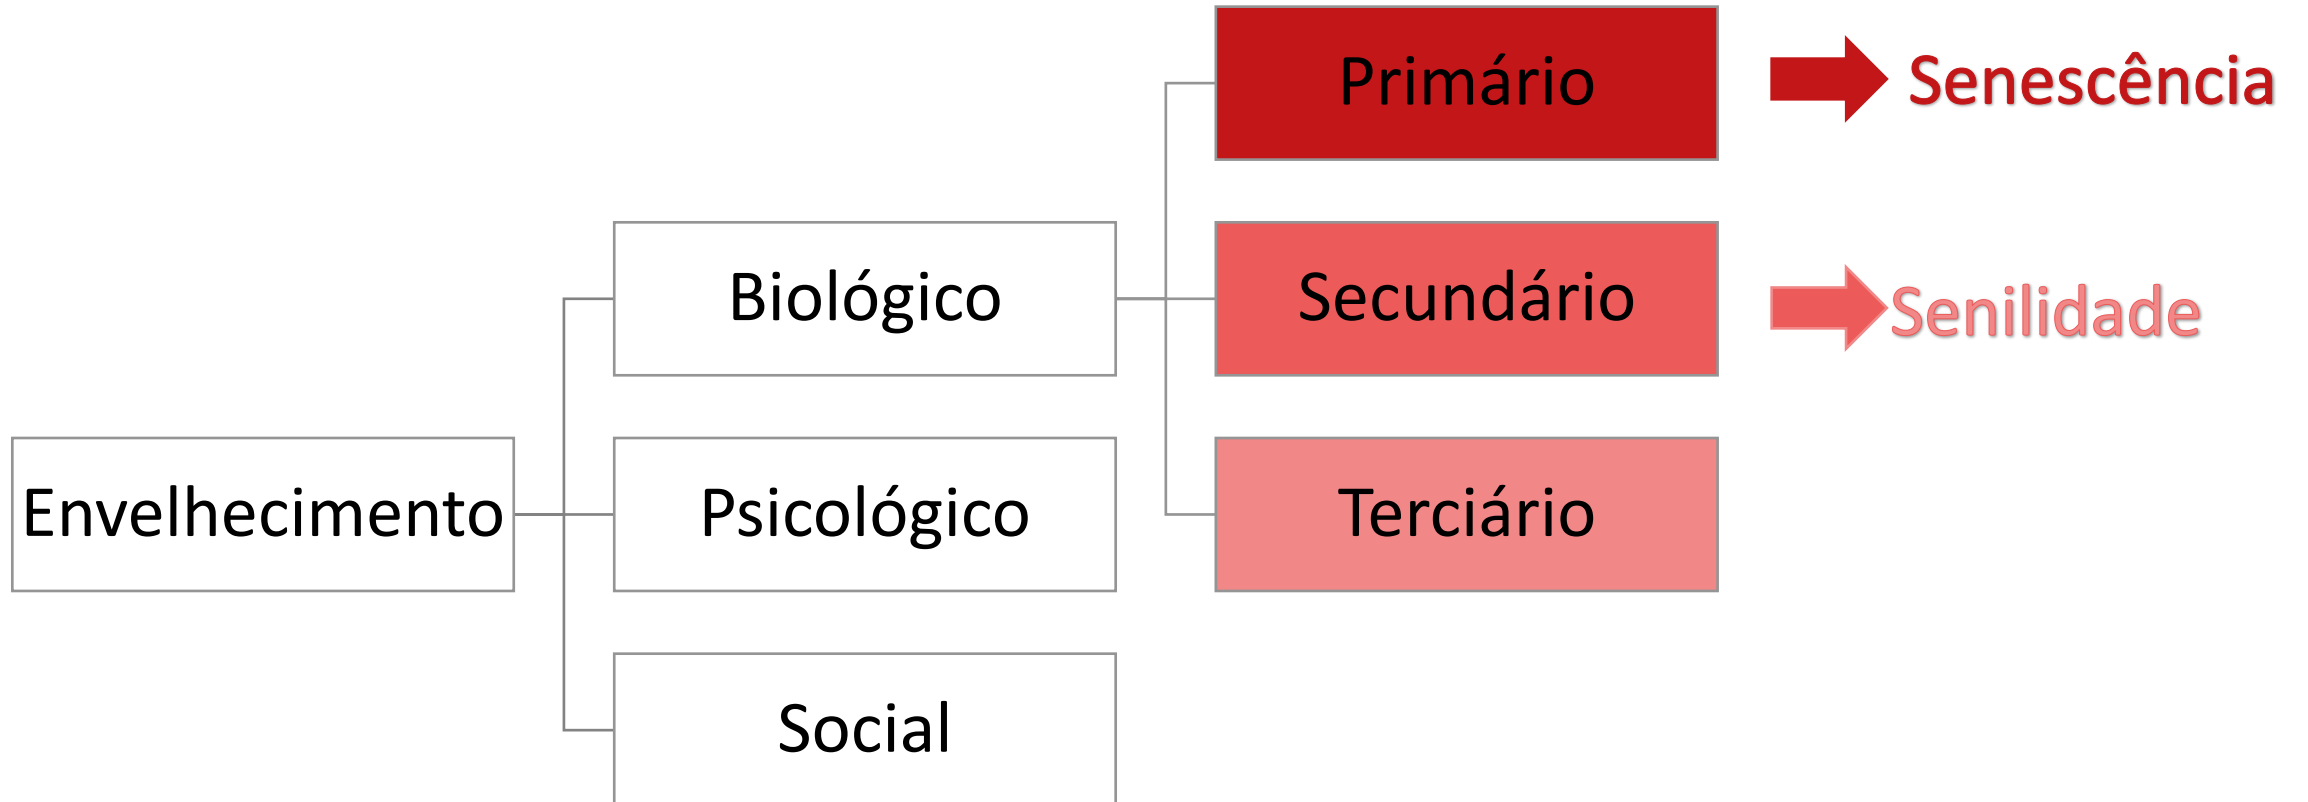 Primário
Senescência
Biológico
Secundário
Senilidade
Envelhecimento
Psicológico
Terciário
Social